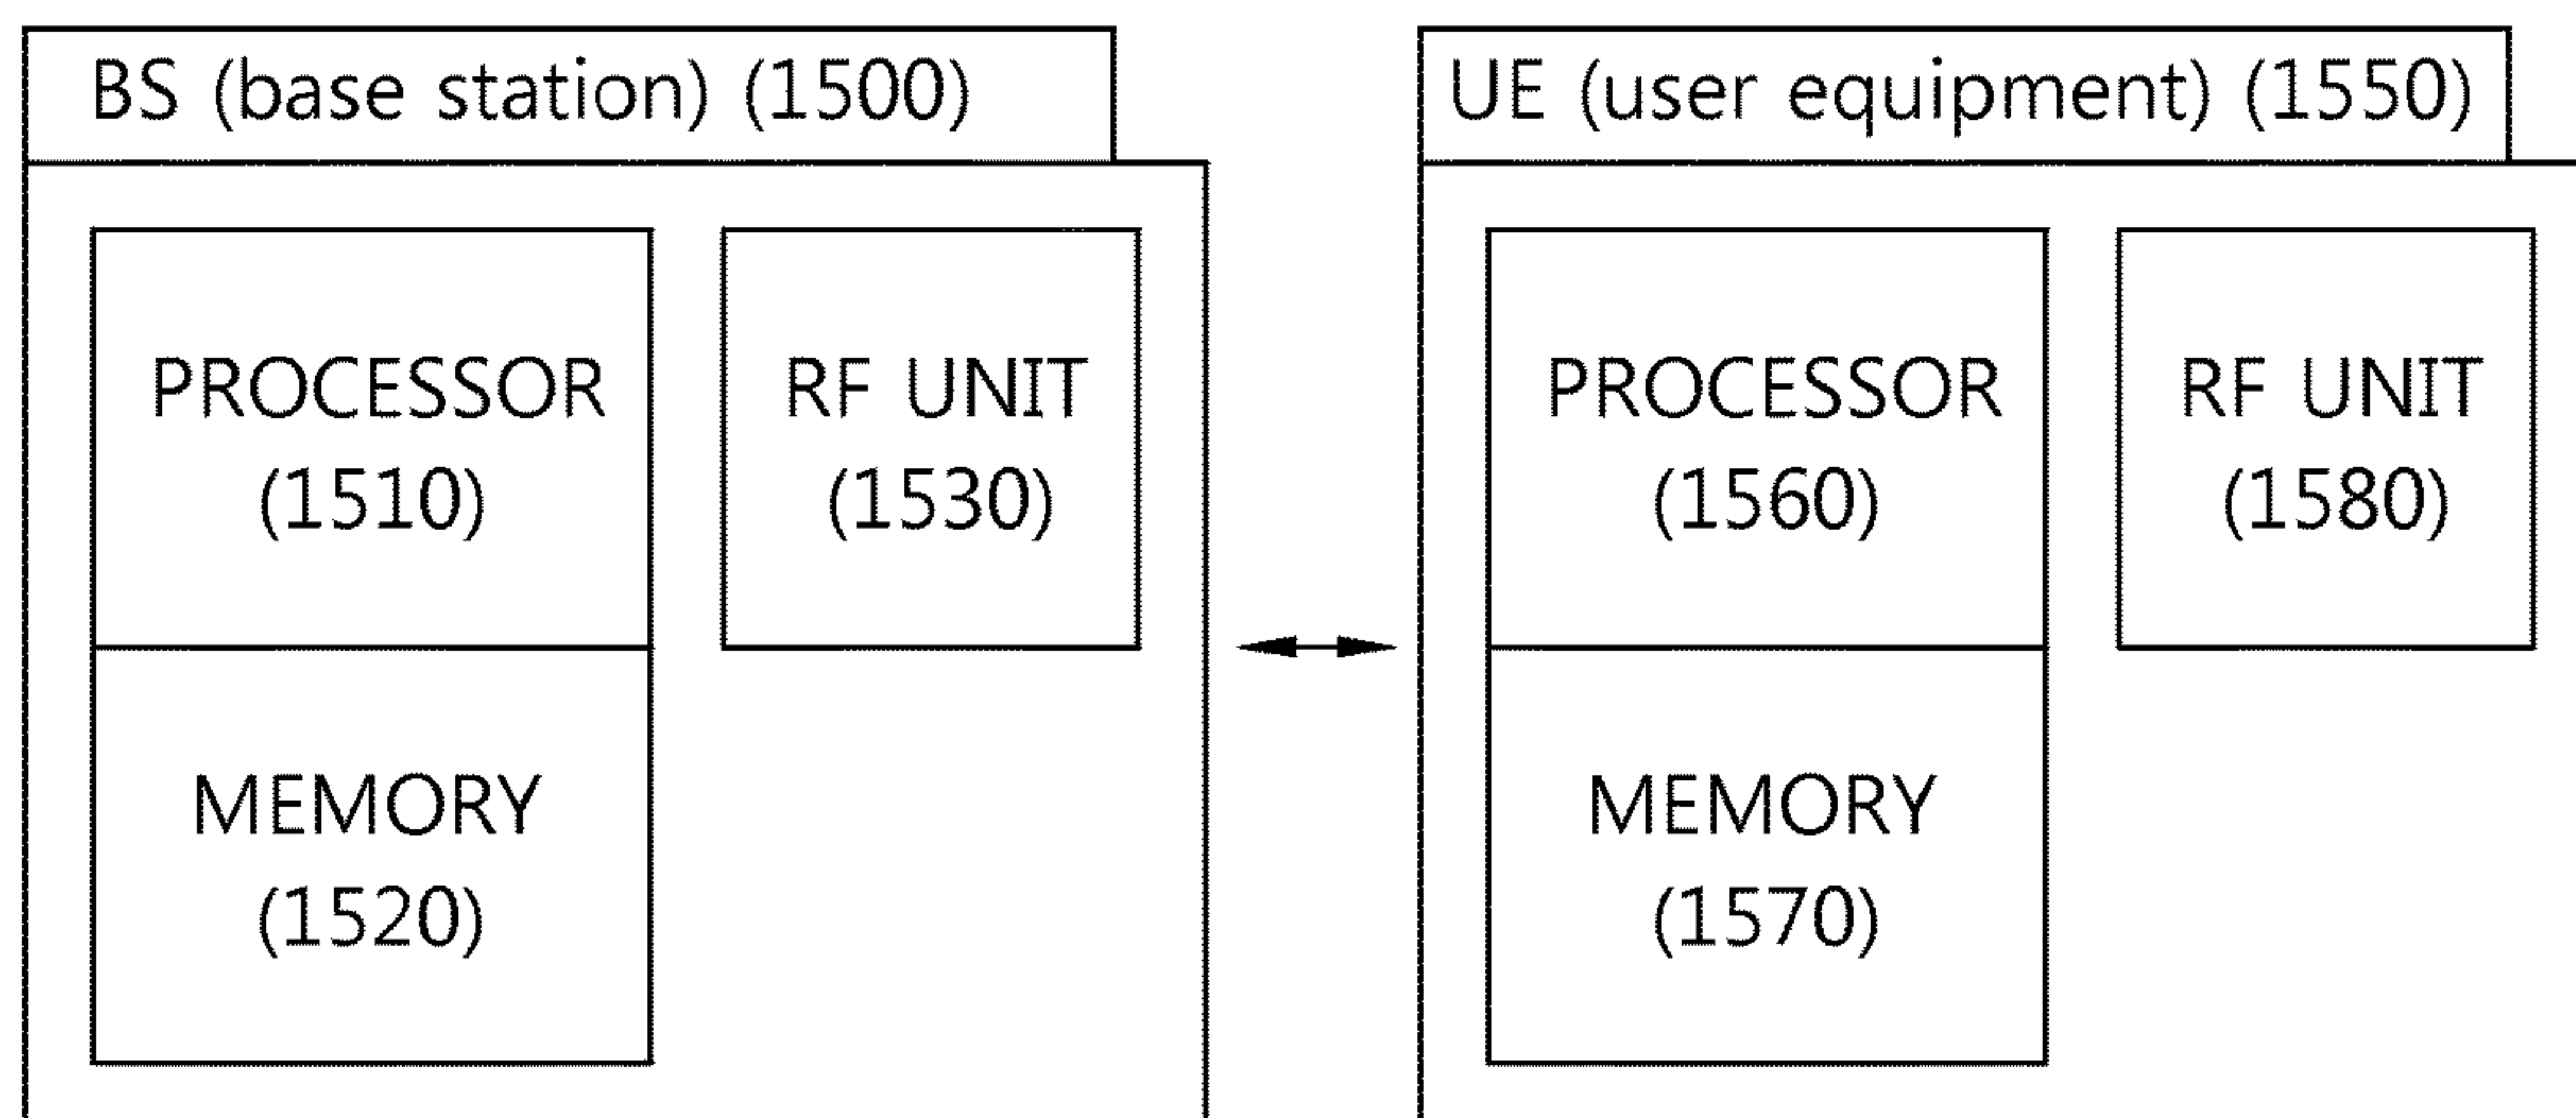 BS (base station) (1500)
PROCESSOR
(1510)
RF UNIT
(1530)
MEMORY
(1520)
UE (user equipment) (1550)
PROCESSOR
(1560)
RF UNIT
(1580)
MEMORY
(1570)